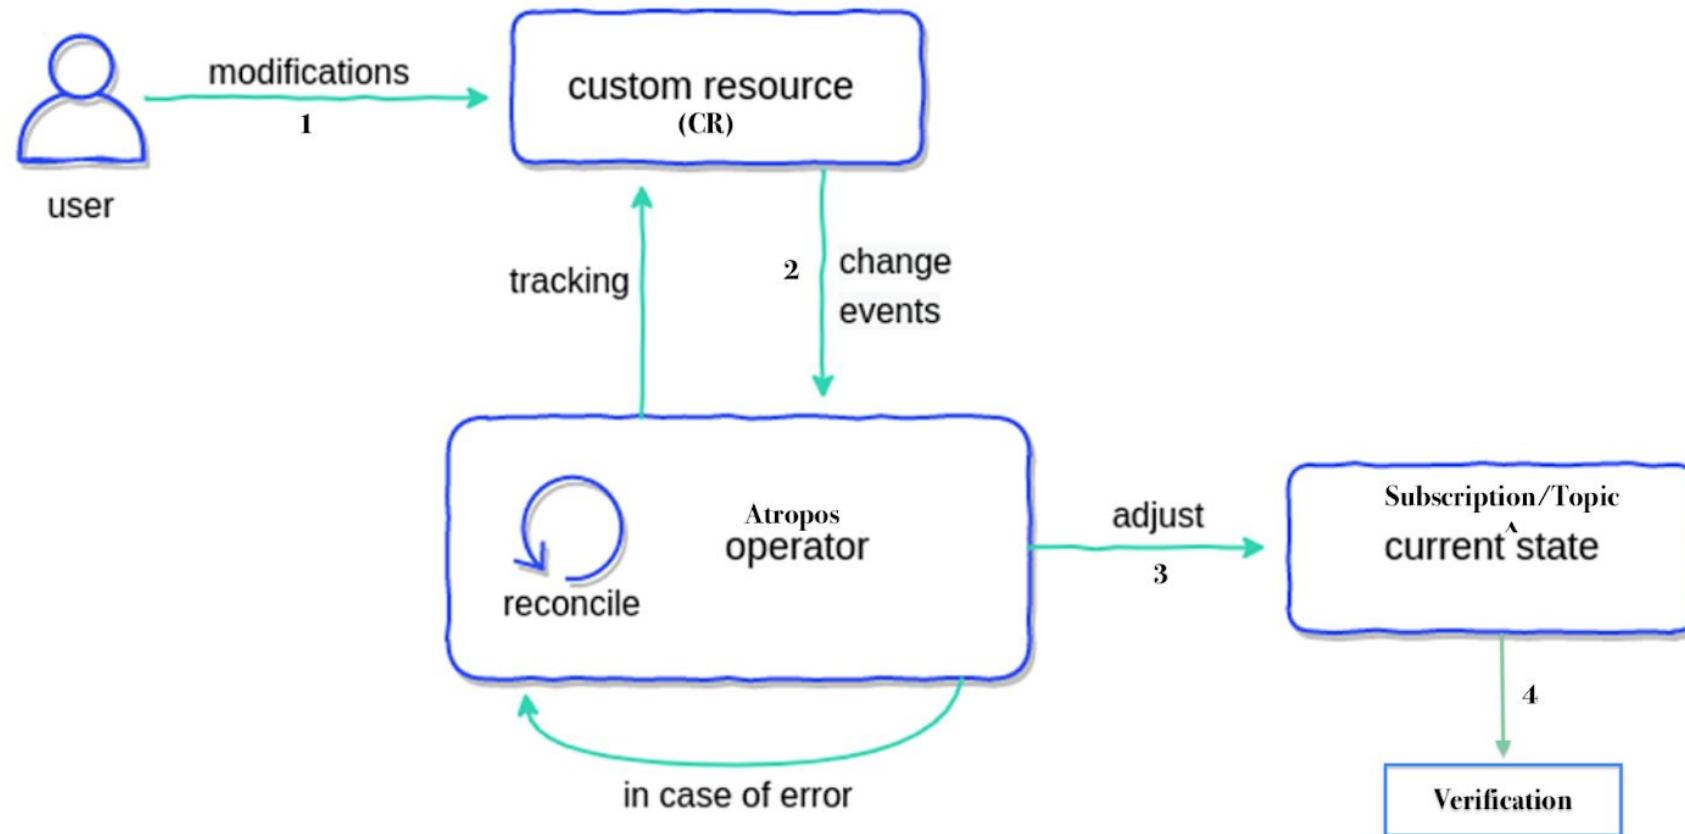 modifications
1
user
custom resource
(CR)
tracking
2
change
events
reconcile
Atropos
operator
adjust
3
Subscription/Topic
^
current state
4
Verification
in case of error